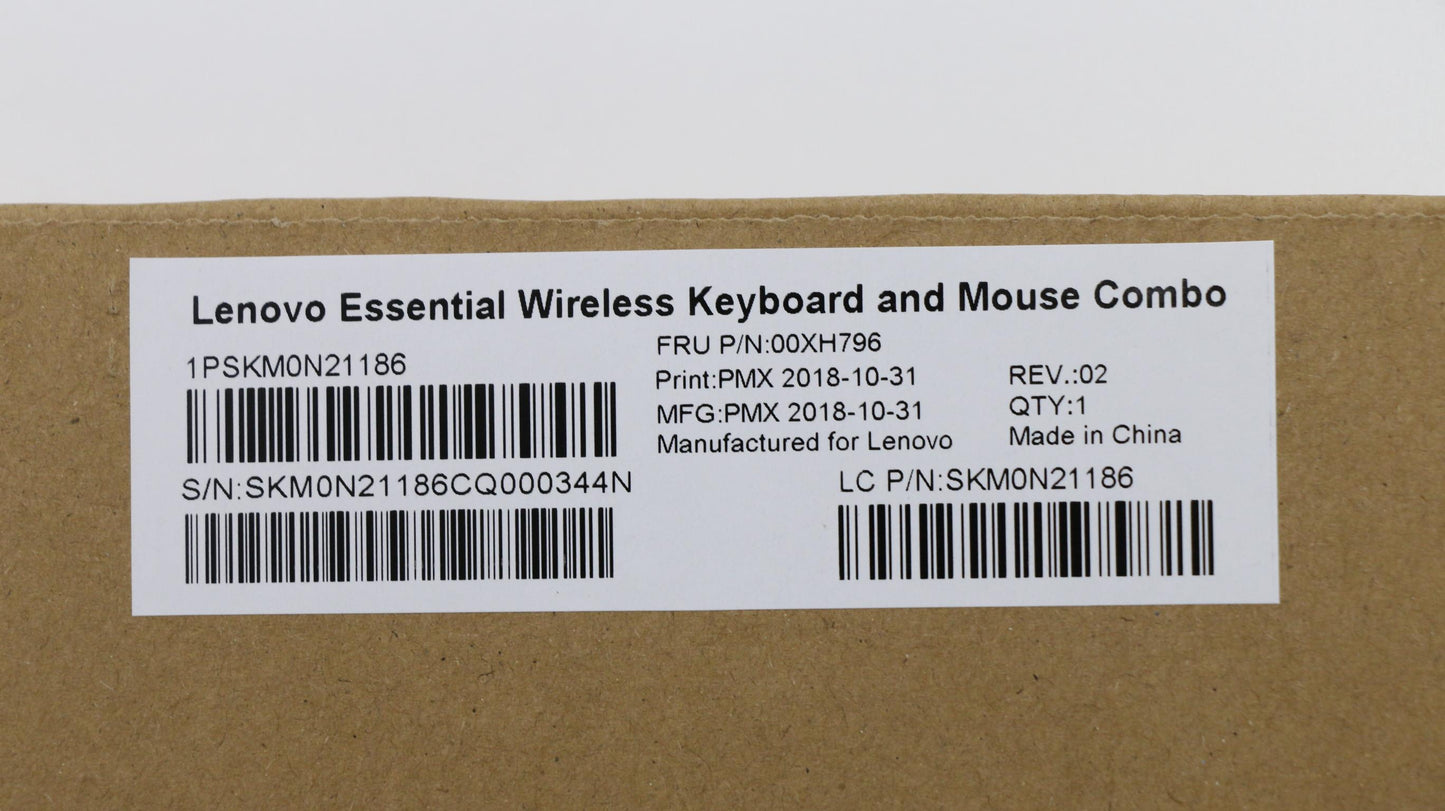 Lenovo Essential Wireless Keyboard and Mouse Combo
1PSKM0N21186
S/N:SKM0N21186CQ000344N
FRU P/N:00XH796
Print:PMX 2018-10-31
MFG:PMX 2018-10-31
Manufactured for Lenovo
REV.:02
QTY:1
Made in China
LC P/N:SKM0N21186